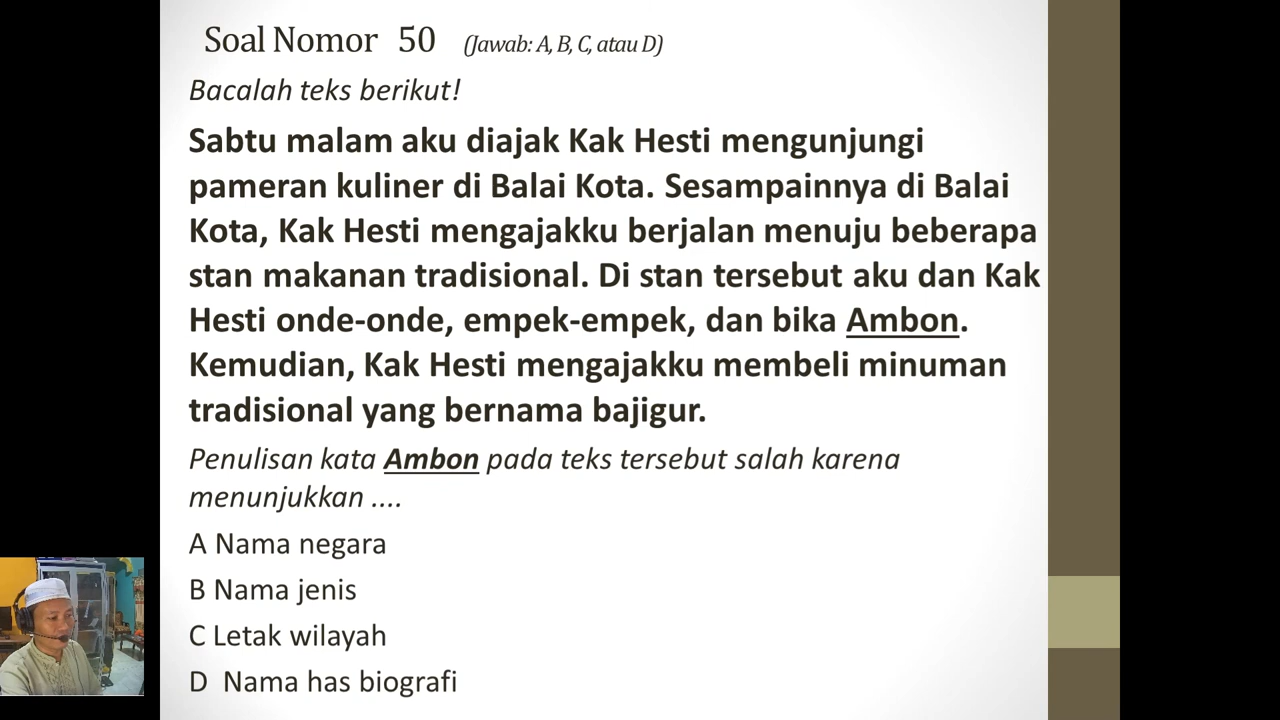 Soal Nomor 50 (Jawab: A, B, C, atau D)
Bacalah teks berikut!
Sabtu malam aku diajak Kak Hesti mengunjungi
pameran kuliner di Balai Kota. Sesampainnya di Balai
Kota, Kak Hesti mengajakku berjalan menuju beberapa
stan makanan tradisional. Di stan tersebut aku dan Kak
Hesti onde-onde, empek-empek, dan bika Ambon.
Kemudian, Kak Hesti mengajakku membeli minuman
tradisional yang bernama bajigur.
Penulisan kata Ambon pada teks tersebut salah karena
menunjukkan ....
A Nama negara
B Nama jenis
C Letak wilayah
D Nama has biografi